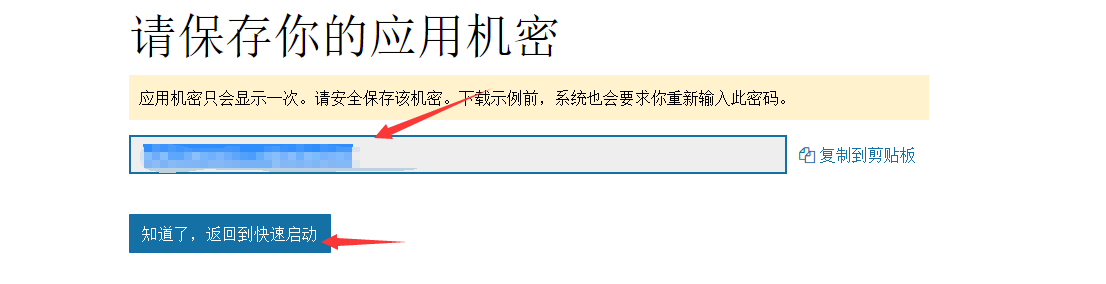 请保存你的应用机密
应用机密只会显示一次。请安全保存该机密。下载示例前，系统也会要求你重新输入此密码。
复制到剪贴板
知道了，返回到快速启动